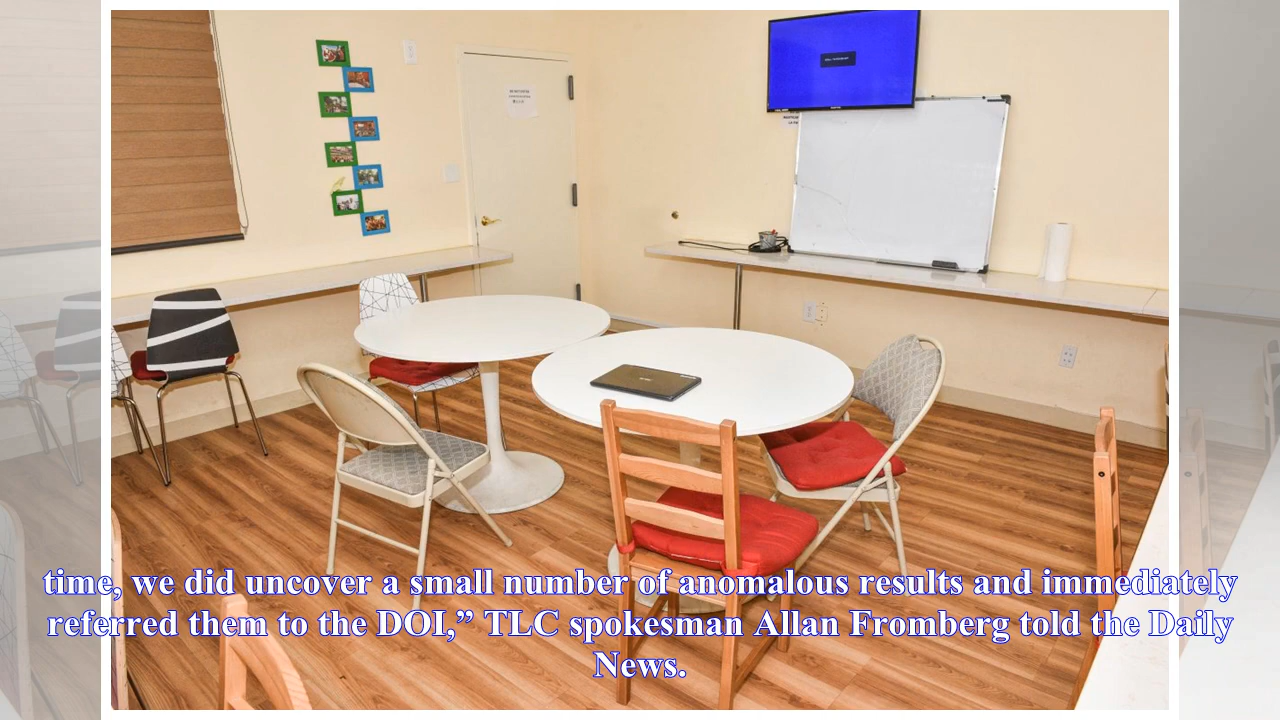 time, we did uncover a small number of anomalous results and immediately
referred them to the DOI,” TLC spokesman Allan Fromberg told the Daily
News.